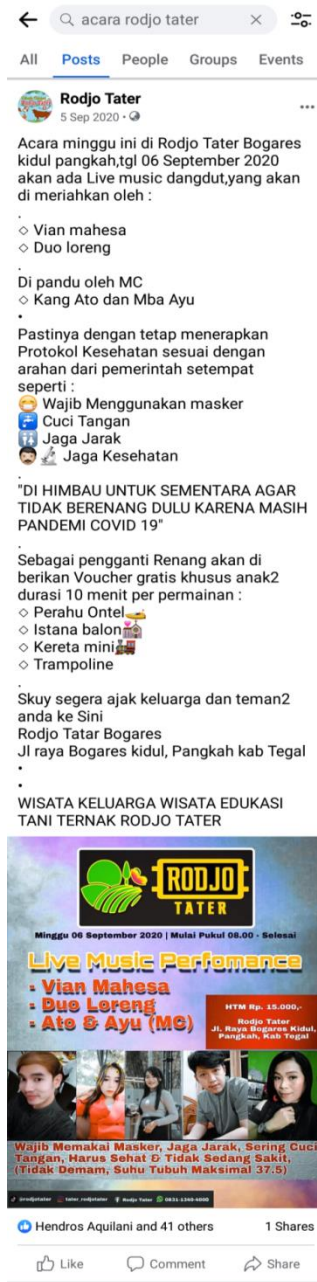 acara rodjo tater
All Posts People Groups Events
Rodjo Tater
5 Sep 2020
Acara minggu ini di Rodjo Tater Bogares
kidul pangkah,tgl 06 September 2020
akan ada Live music dangdut,yang akan
di meriahkan oleh :
.
◇ Vian mahesa
◇ Duo loreng
.
Di pandu oleh MC
◇ Kang Ato dan Mba Ayu
•
Pastinya dengan tetap menerapkan
Protokol Kesehatan sesuai dengan
arahan dari pemerintah setempat
seperti :
😷 Wajib Menggunakan masker
🚰 Cuci Tangan
🚻 Jaga Jarak
👨🔬 Jaga Kesehatan
.
"DI HIMBAU UNTUK SEMENTARA AGAR
TIDAK BERENANG DULU KARENA MASIH
PANDEMI COVID 19"
.
Sebagai pengganti Renang akan di
berikan Voucher gratis khusus anak2
durasi 10 menit per permainan :
◇ Perahu Ontel
◇ Istana balon
◇ Kereta mini
◇ Trampoline
.
Skuy segera ajak keluarga dan teman2
anda ke Sini
Rodjo Tatar Bogares
Jl raya Bogares kidul, Pangkah kab Tegal
•
•
WISATA KELUARGA WISATA EDUKASI
TANI TERNAK RODJO TATER
RODJO
TATER
Minggu 06 September 2020 | Mulai Pukul 08.00 - Selesai
Live Music Perfomance
- Vian Mahesa
- Duo Loreng
- Ato & Ayu (MC)
HTM Rp. 15.000,-
Rodjo Tater
Jl. Raya Bogares Kidul,
Pangkah, Kab Tegal
Wajib Memakai Masker, Jaga Jarak, Sering Cuci
Tangan, Harus Sehat & Tidak Sedang Sakit,
(Tidak Demam, Suhu Tubuh Maksimal 37.5)
Hendros Aquilani and 41 others 1 Shares
Like Comment Share